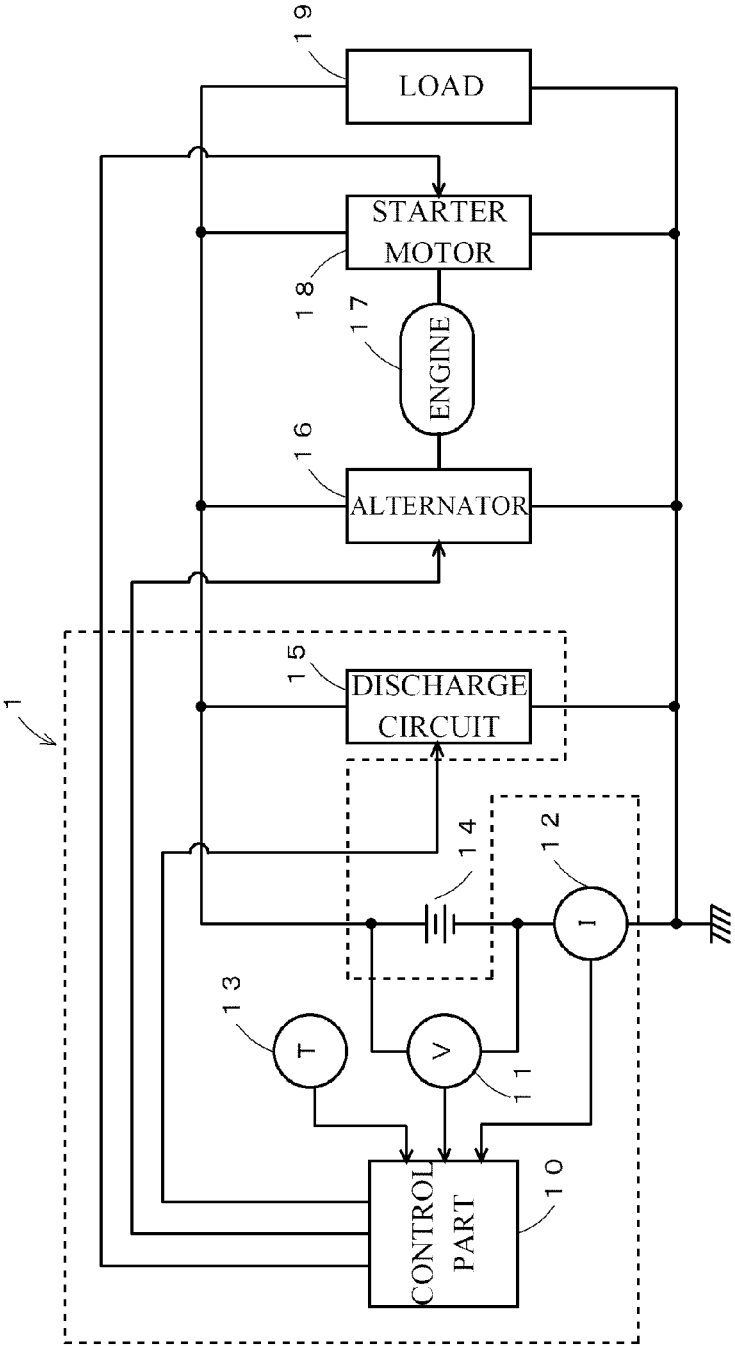 19
LOAD
STARTER
MOTOR
18
17
ENGINE
16
ALTERNATOR
1
15
DISCHARGE
CIRCUIT
14
12
I
13
T
V
11
CONTROL
PART
10